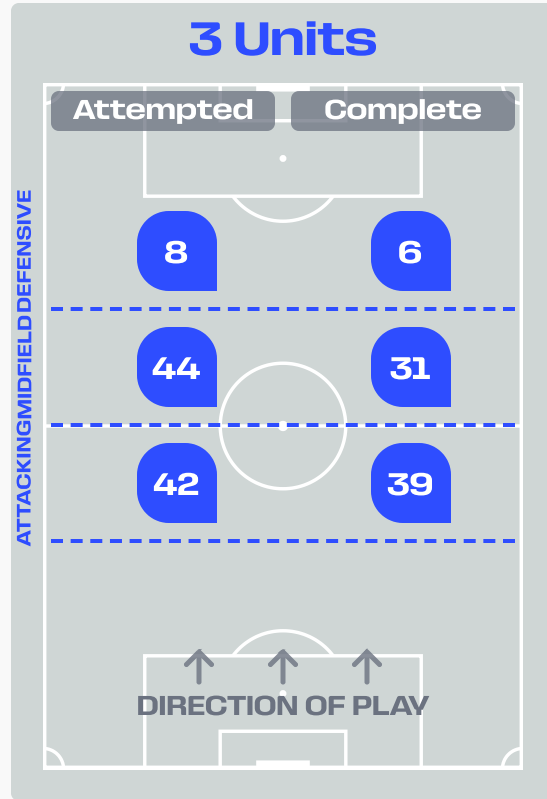 3 Units
Attempted Complete
DEFENSIVE
8 6
MIDFIELD
44 31
ATTACKING
42 39
DIRECTION OF PLAY